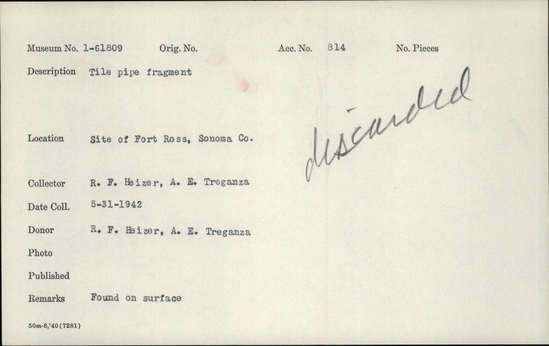 Museum No. 1-61809 Orig. No. Acc. No. 814 No. Pieces
Description Tile pipe fragment
discarded
Location Site of Fort Ross, Sonoma Co.
Collector R. F. Heizer, A. E. Treganza
Date Coll. 5-31-1942
Donor R. F. Heizer, A. E. Treganza
Photo
Published
Remarks Found on surface
50m-6,'40(7281)